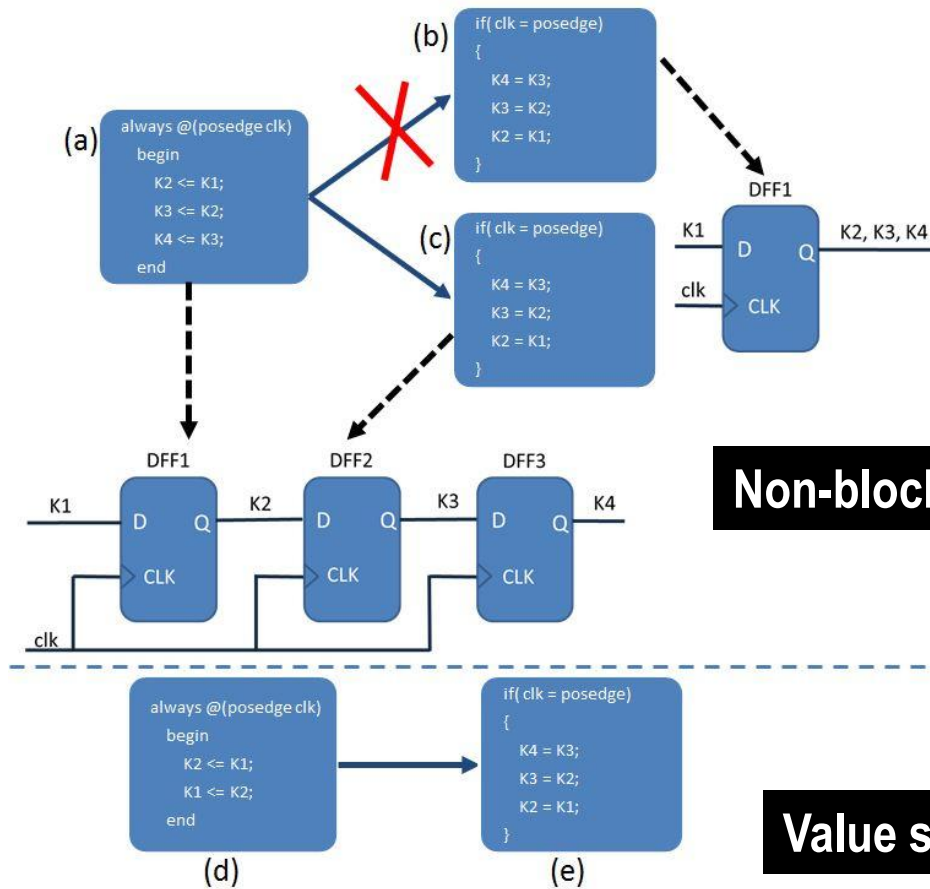 (a)
always @(posedge clk)
begin
K2 <= K1;
K3 <= K2;
K4 <= K3;
end
(b)
if( clk = posedge)
{
K4 = K3;
K3 = K2;
K2 = K1;
}
(c)
if( clk = posedge)
{
K4 = K3;
K3 = K2;
K2 = K1;
}
DFF1
K1
D
Q
K2, K3, K4
clk
CLK
DFF1
DFF2
DFF3
K1
D
Q
K2
D
Q
K3
D
Q
K4
CLK
CLK
CLK
clk
Non-block
always @(posedge clk)
begin
K2 <= K1;
K1 <= K2;
end
(d)
if( clk = posedge)
{
K4 = K3;
K3 = K2;
K2 = K1;
}
(e)
Value s